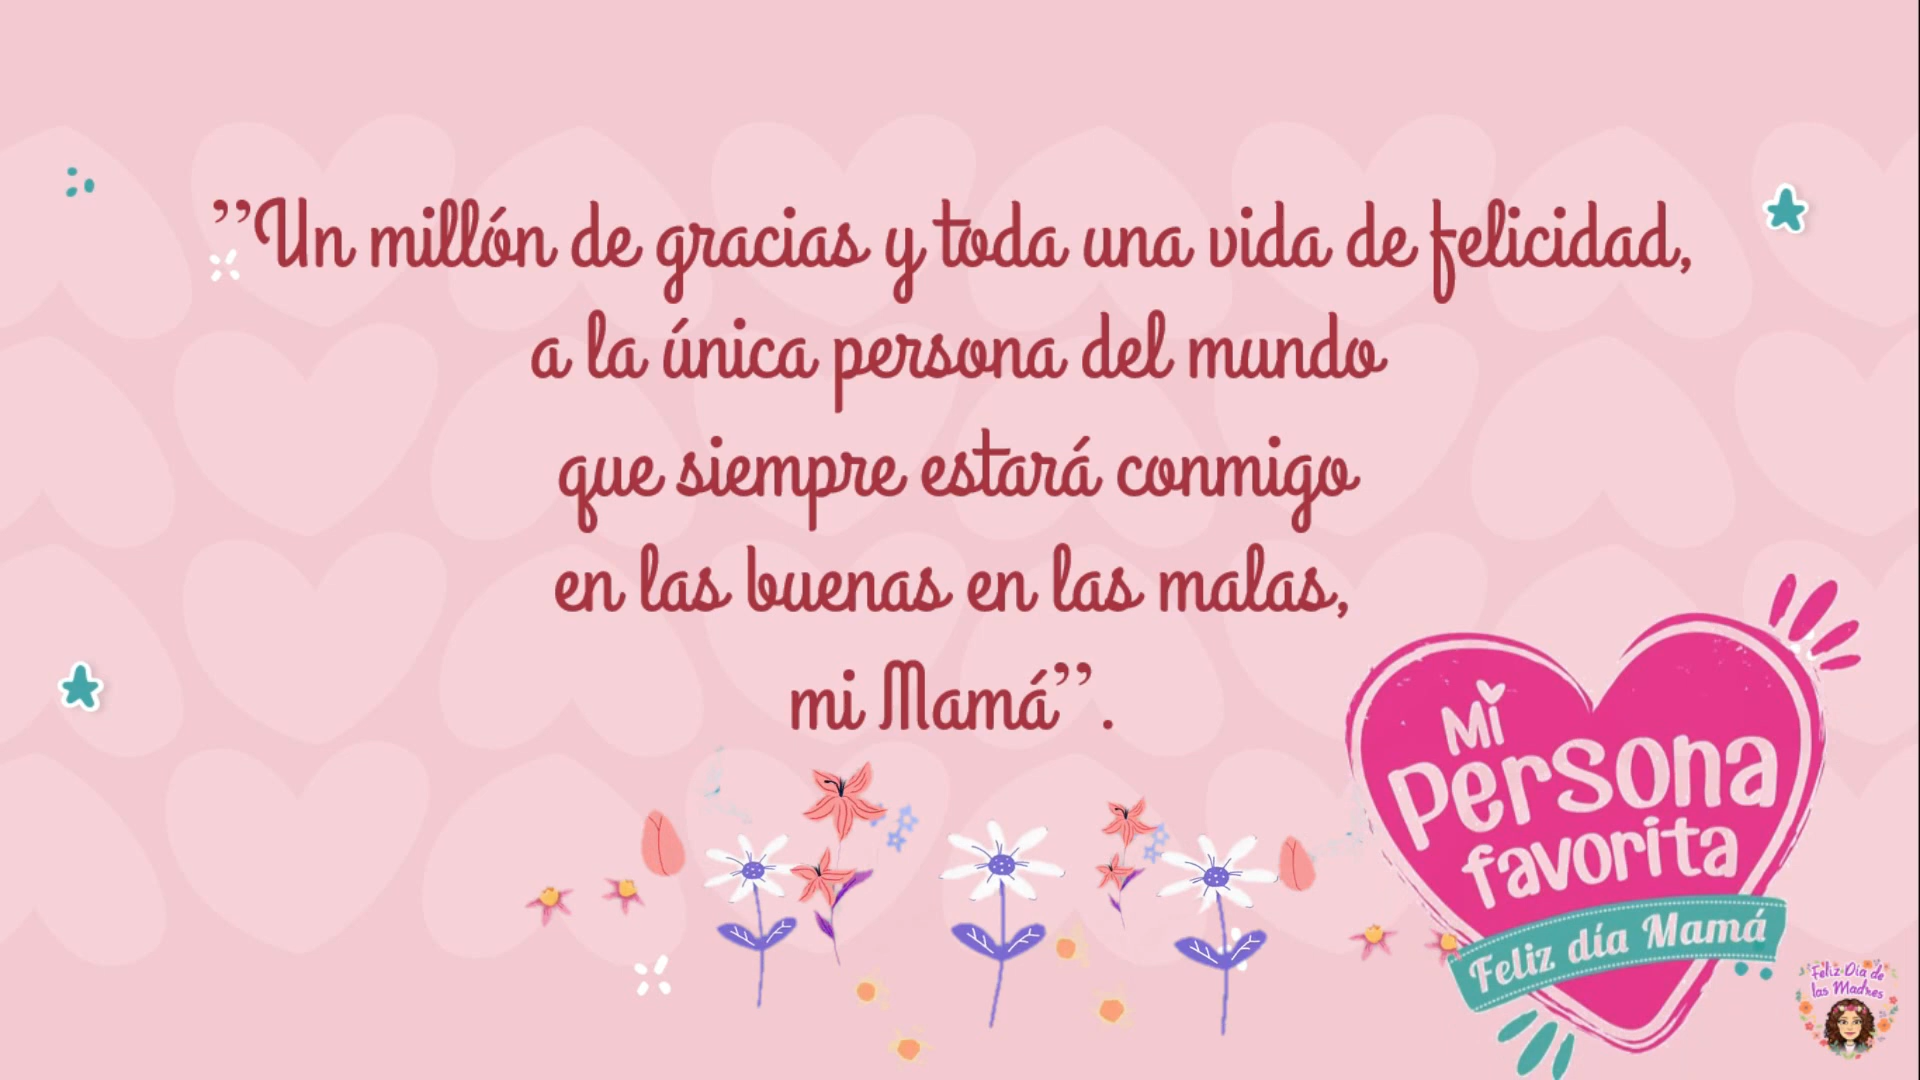 ”Un millón de gracias y toda una vida de felicidad,
a la única persona del mundo
que siempre estará conmigo
en las buenas en las malas,
mi Mamá”.
Mi
persona
favorita
Feliz día Mamá
Feliz Día de
las Madres